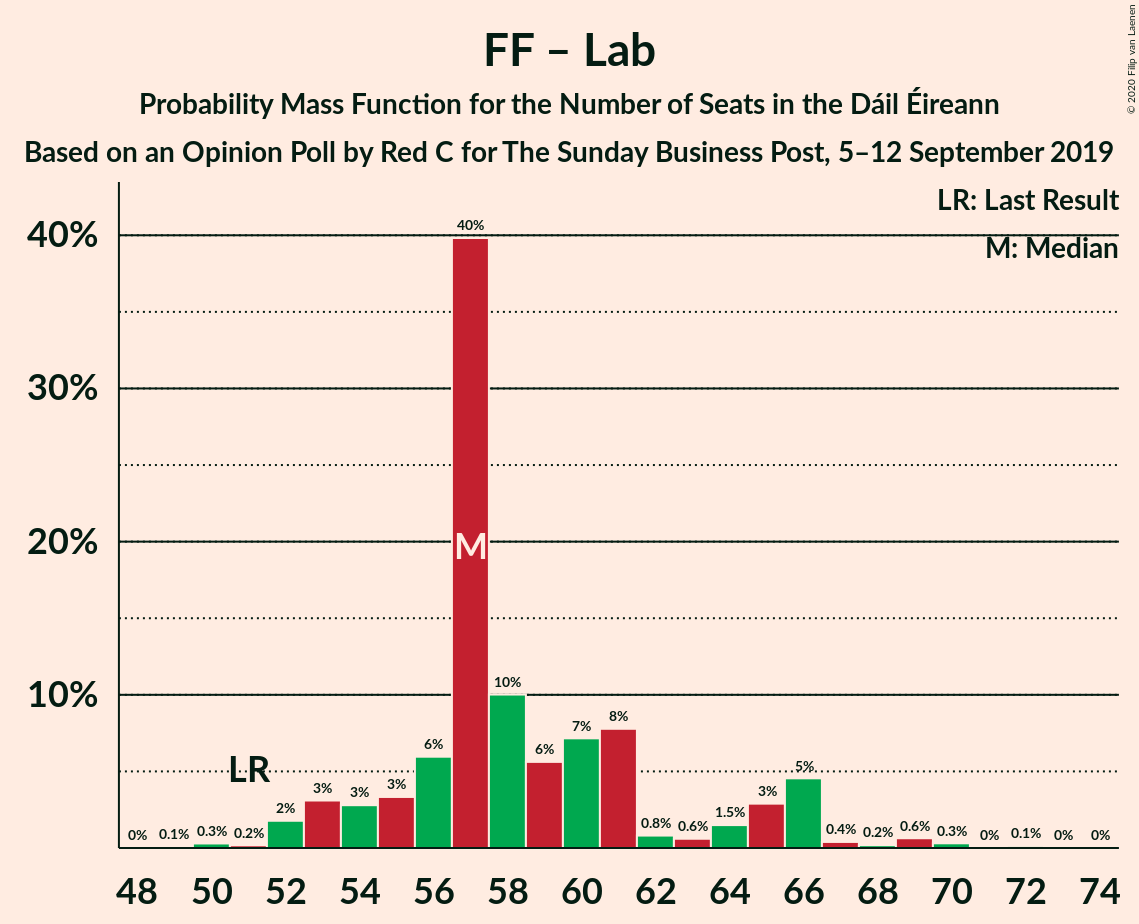 FF – Lab
Probability Mass Function for the Number of Seats in the Dáil Éireann
Based on an Opinion Poll by Red C for The Sunday Business Post, 5–12 September 2019
© 2020 Filip van Laenen
LR: Last Result
M: Median
40%
30%
20%
10%
0% 0.1% 0.3% 0.2% 2% 3% 3% 3% 6% 40% 10% 6% 7% 8% 0.8% 0.6% 1.5% 3% 5% 0.4% 0.2% 0.6% 0.3% 0% 0.1% 0% 0%
LR
M
48 50 52 54 56 58 60 62 64 66 68 70 72 74